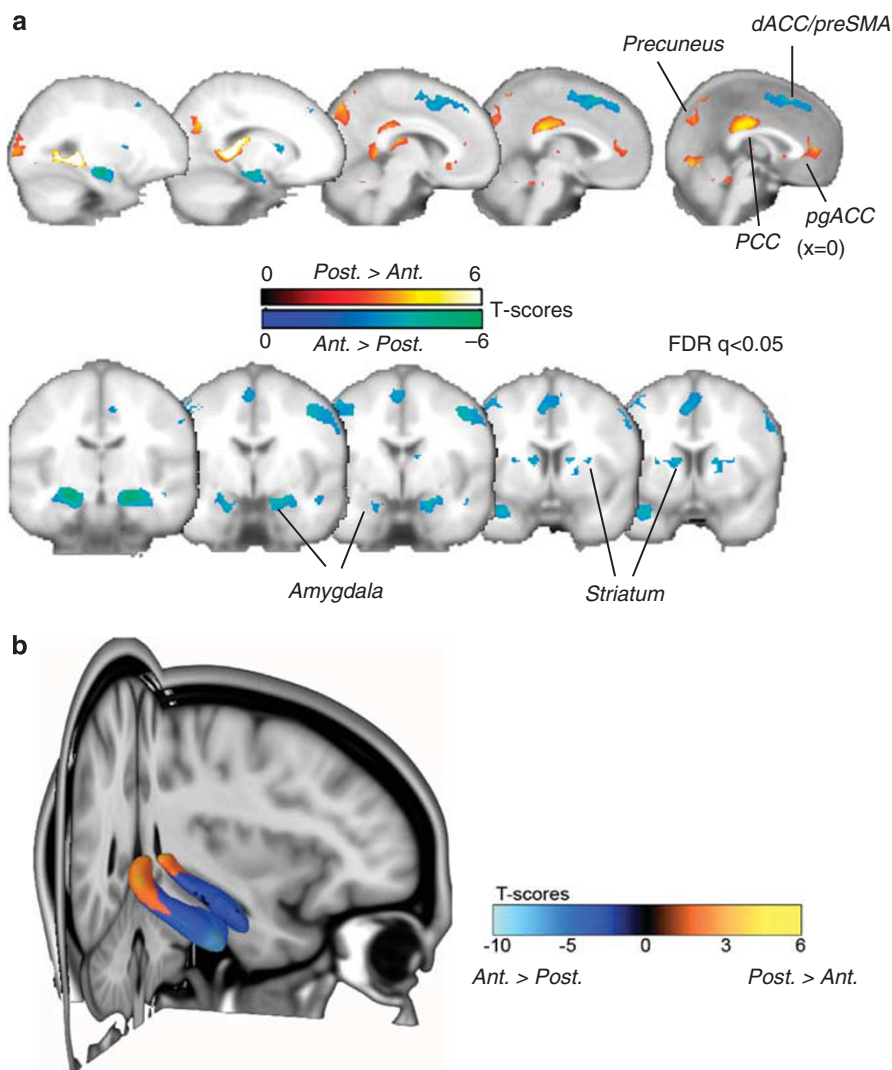 a
dACC/preSMA
Precuneus
pgACC
PCC
(x=0)
0 Post. > Ant. 6
T-scores
0 Ant. > Post. −6
FDR q<0.05
Amygdala
Striatum
b
T-scores
-10 -5 0 3 6
Ant. > Post. Post. > Ant.